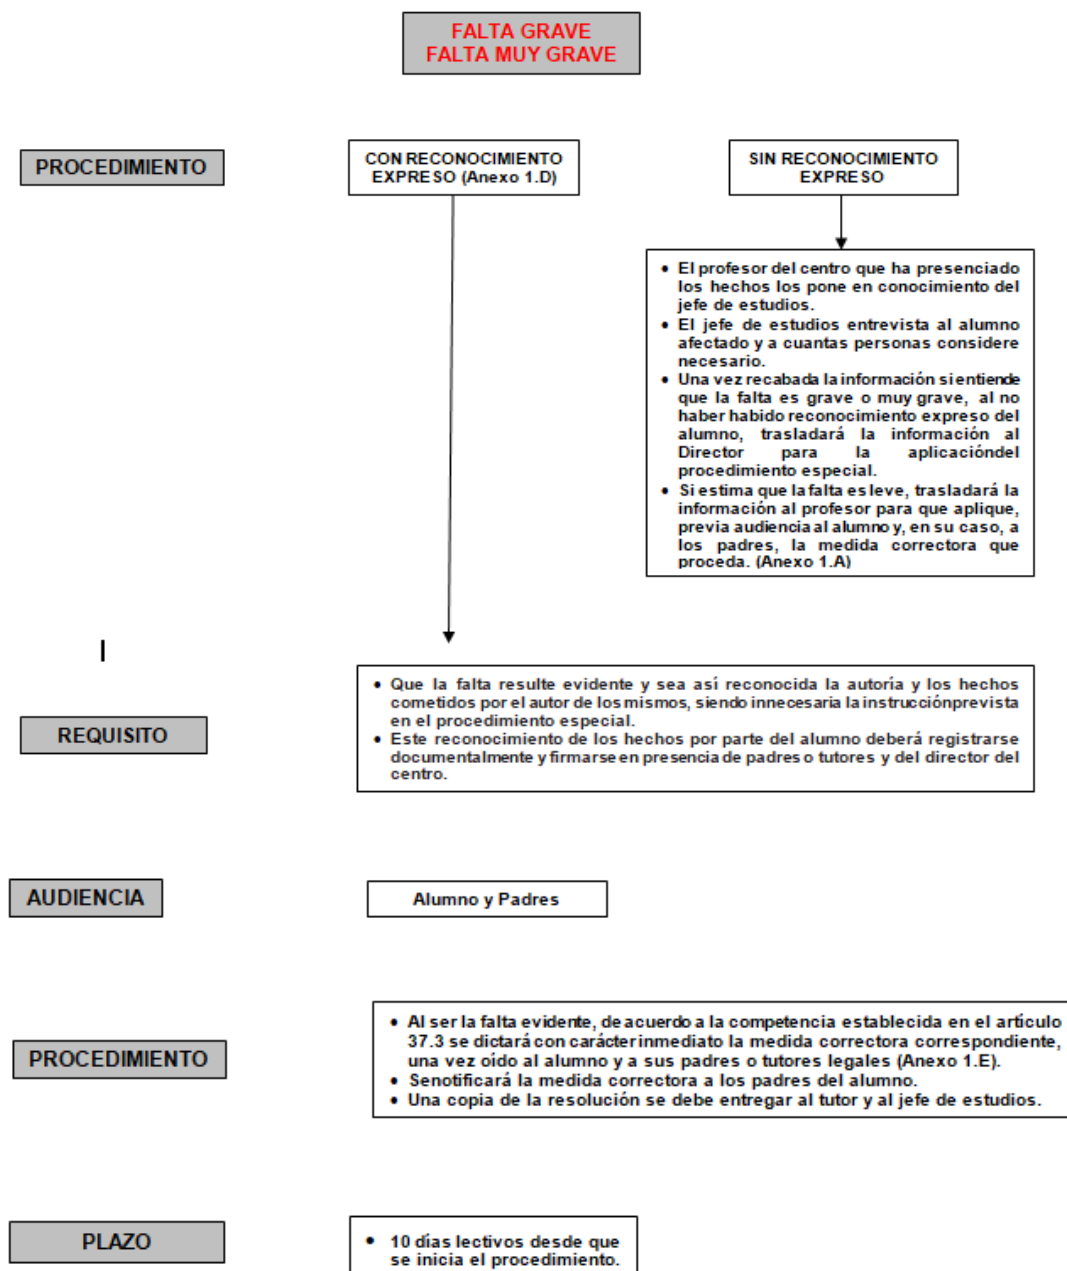 FALTA GRAVE
FALTA MUY GRAVE
PROCEDIMIENTO
CON RECONOCIMIENTO
EXPRESO (Anexo 1.D)
SIN RECONOCIMIENTO
EXPRESO
• El profesor del centro que ha presenciado
los hechos los pone en conocimiento del
jefe de estudios.
• El jefe de estudios entrevista al alumno
afectado y a cuantas personas considere
necesario.
• Una vez recabada la información si entiende
que la falta es grave o muy grave, al no
haber habido reconocimiento expreso del
alumno, trasladará la información al
Director para la aplicacióndel
procedimiento especial.
• Si estima que la falta es leve, trasladará la
información al profesor para que aplique,
previa audiencia al alumno y, en su caso, a
los padres, la medida correctora que
proceda. (Anexo 1.A)
REQUISITO
• Que la falta resulte evidente y sea así reconocida la autoría y los hechos
cometidos por el autor de los mismos, siendo innecesaria la instrucciónprevista
en el procedimiento especial.
• Este reconocimiento de los hechos por parte del alumno deberá registrarse
documentalmente y firmarse en presencia de padres o tutores y del director del
centro.
AUDIENCIA
Alumno y Padres
PROCEDIMIENTO
• Al ser la falta evidente, de acuerdo a la competencia establecida en el artículo
37.3 se dictará con carácter inmediato la medida correctora correspondiente,
una vez oído al alumno y a sus padres o tutores legales (Anexo 1.E).
• Senotificará la medida correctora a los padres del alumno.
• Una copia de la resolución se debe entregar al tutor y al jefe de estudios.
PLAZO
• 10 días lectivos desde que
se inicia el procedimiento.